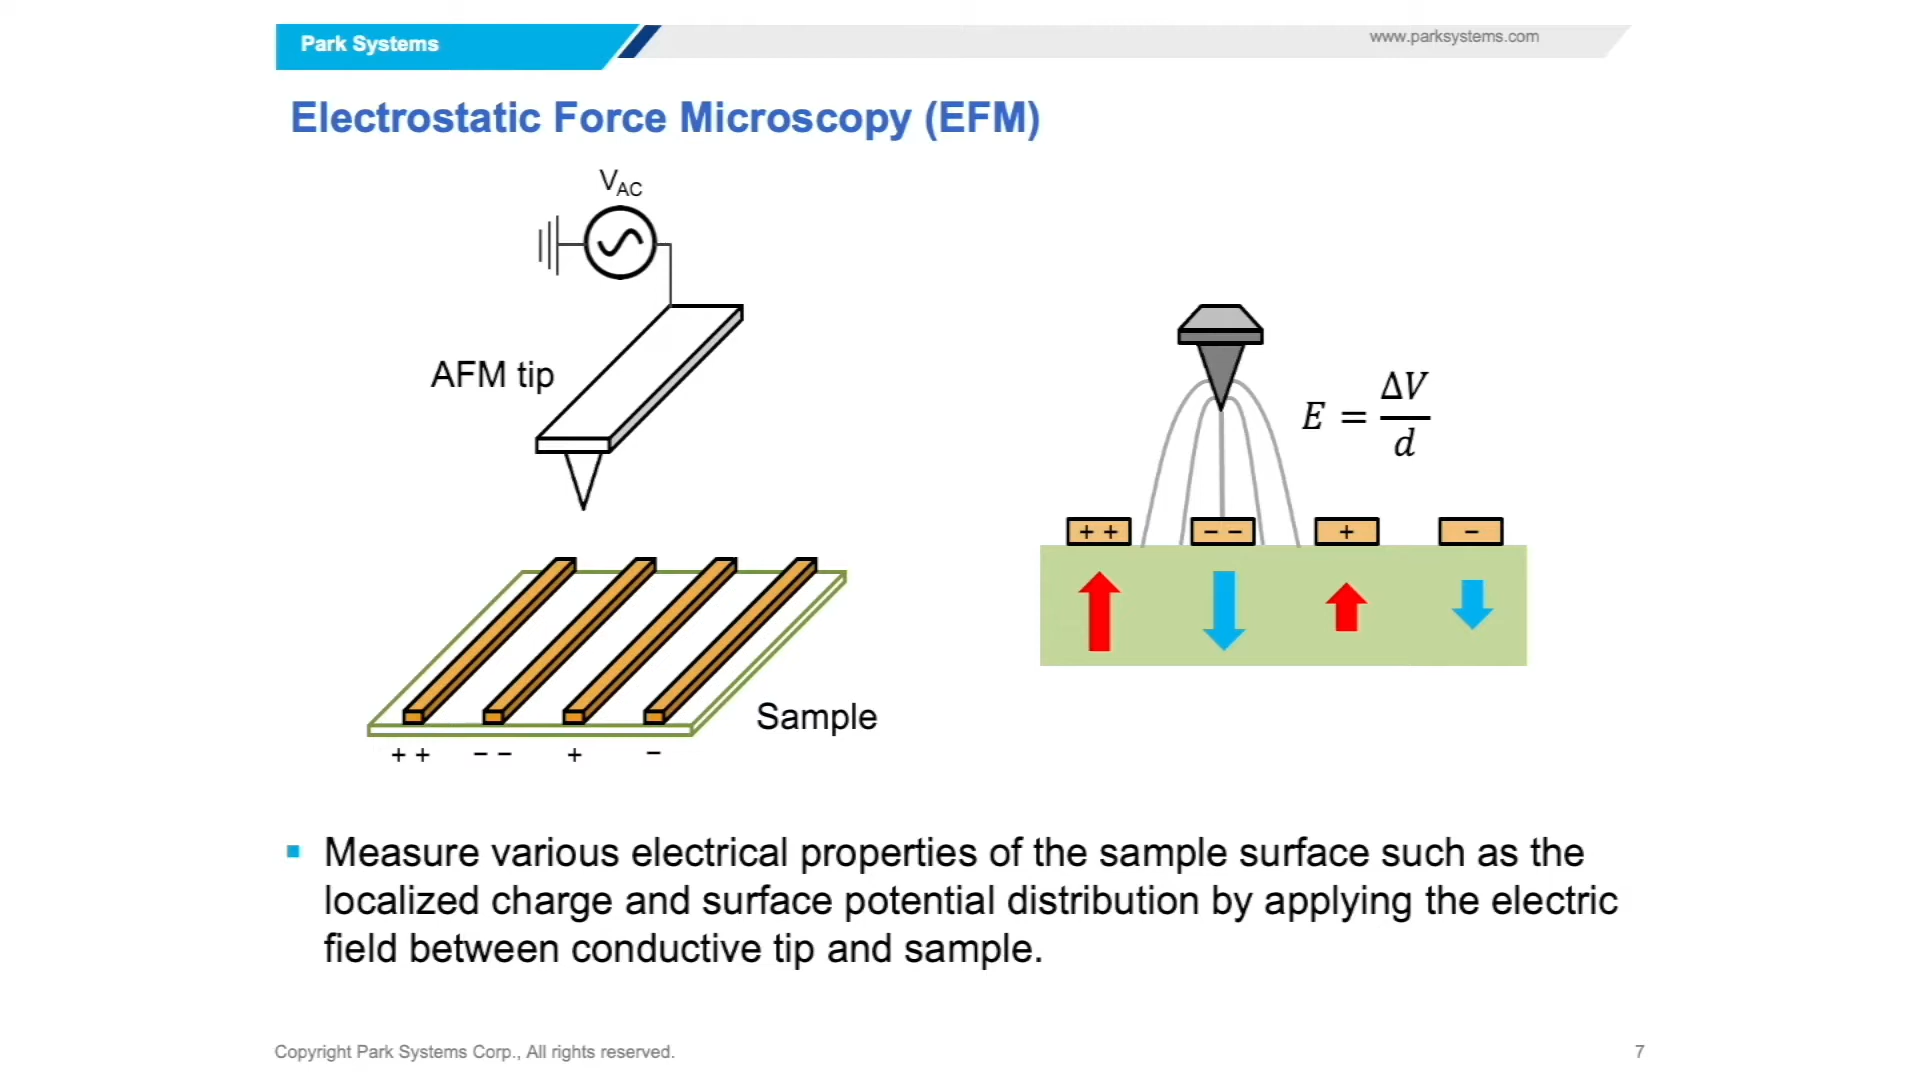 Park Systems
www.parksystems.com
Electrostatic Force Microscopy (EFM)
VAC
AFM tip
E = ΔV/d
+ +
− −
+
−
Sample
+ +
− −
+
−
▪ Measure various electrical properties of the sample surface such as the
localized charge and surface potential distribution by applying the electric
field between conductive tip and sample.
Copyright Park Systems Corp., All rights reserved.
7